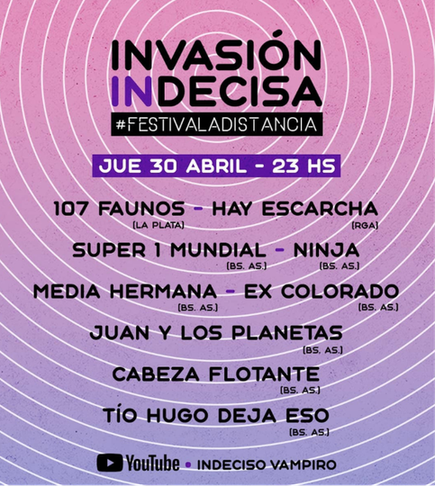 INVASIÓN
INDECISA
#FESTIVALADISTANCIA
JUE 30 ABRIL - 23 HS
107 FAUNOS - HAY ESCARCHA
(LA PLATA) (RGA)
SUPER 1 MUNDIAL - NINJA
(BS. AS.) (BS. AS.)
MEDIA HERMANA - EX COLORADO
(BS. AS.) (BS. AS.)
JUAN Y LOS PLANETAS
(BS. AS.)
CABEZA FLOTANTE
(BS. AS.)
TÍO HUGO DEJA ESO
(BS. AS.)
YouTube • INDECISO VAMPIRO